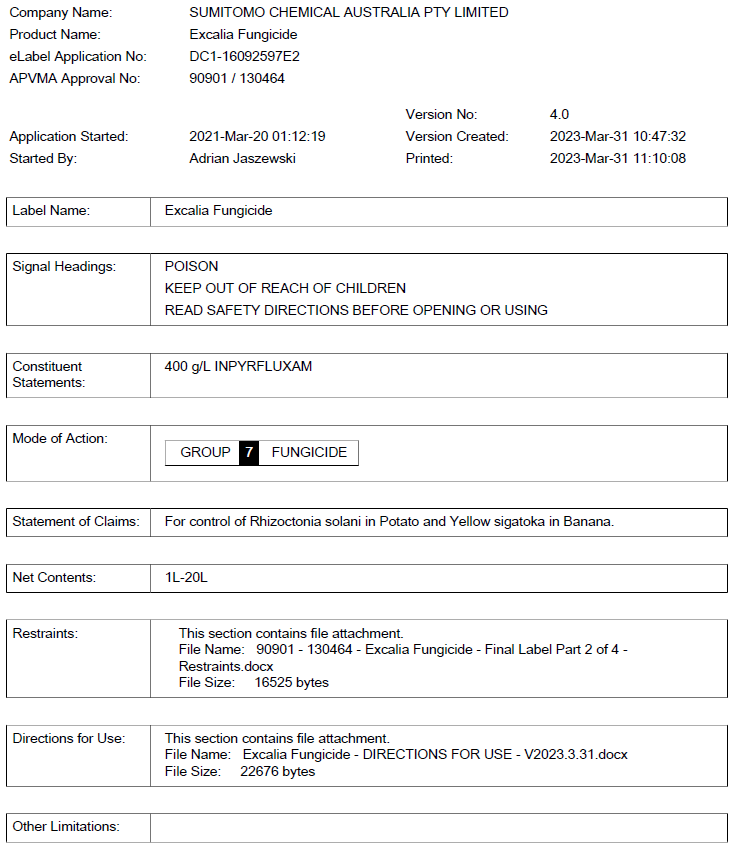 Company Name: SUMITOMO CHEMICAL AUSTRALIA PTY LIMITED
Product Name: Excalia Fungicide
eLabel Application No: DC1-16092597E2
APVMA Approval No: 90901 / 130464
Version No: 4.0
Application Started: 2021-Mar-20 01:12:19 Version Created: 2023-Mar-31 10:47:32
Started By: Adrian Jaszewski Printed: 2023-Mar-31 11:10:08
Label Name: Excalia Fungicide
Signal Headings: POISON
KEEP OUT OF REACH OF CHILDREN
READ SAFETY DIRECTIONS BEFORE OPENING OR USING
Constituent 400 g/L INPYRFLUXAM
Statements:
Mode of Action:
GROUP 7 FUNGICIDE
Statement of Claims: For control of Rhizoctonia solani in Potato and Yellow sigatoka in Banana.
Net Contents: 1L-20L
Restraints: This section contains file attachment.
File Name: 90901 - 130464 - Excalia Fungicide - Final Label Part 2 of 4 -
Restraints.docx
File Size: 16525 bytes
Directions for Use: This section contains file attachment.
File Name: Excalia Fungicide - DIRECTIONS FOR USE - V2023.3.31.docx
File Size: 22676 bytes
Other Limitations: